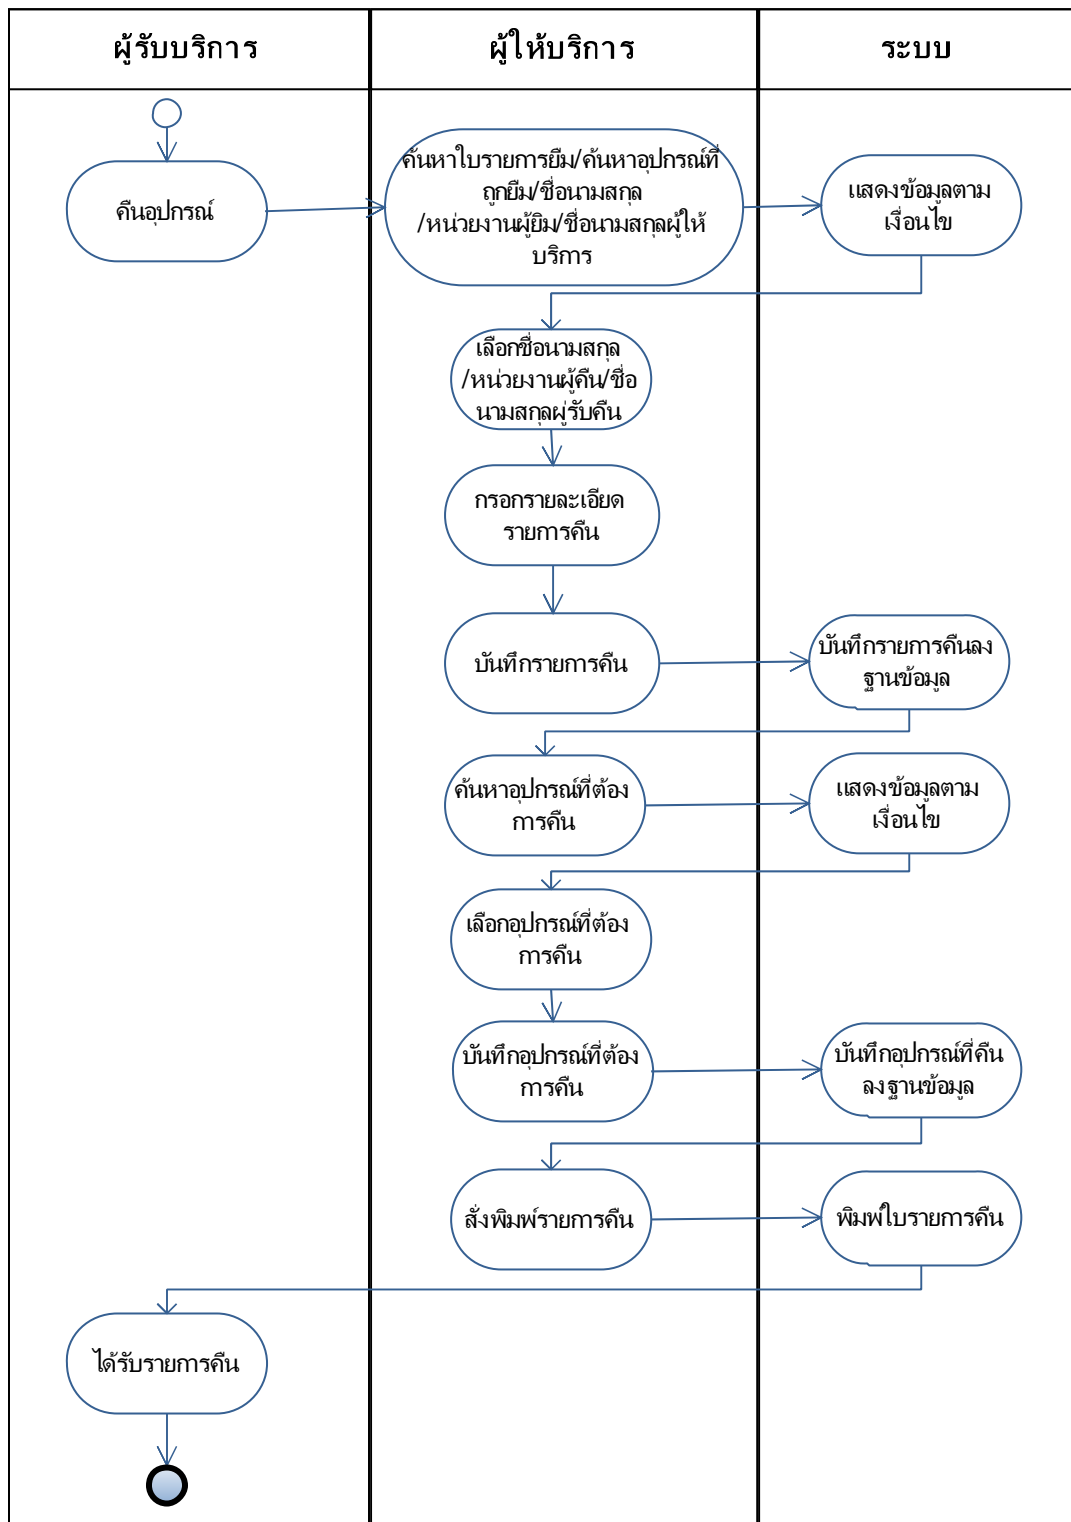 ผู้รับบริการ
ผู้ให้บริการ
ระบบ
คืนอุปกรณ์
ค้นหาใบรายการยืม/ค้นหาอุปกรณ์ที่
ถูกยืม/ชื่อนามสกุล
/หน่วยงานผู้ยืม/ชื่อนามสกุลผู้ให้
บริการ
แสดงข้อมูลตาม
เงื่อนไข
เลือกชื่อนามสกุล
/หน่วยงานผู้คืน/ชื่อ
นามสกุลผู่รับคืน
กรอกรายละเอียด
รายการคืน
บันทึกรายการคืน
บันทึกรายการคืนลง
ฐานข้อมูล
ค้นหาอุปกรณ์ที่ต้อง
การคืน
แสดงข้อมูลตาม
เงื่อนไข
เลือกอุปกรณ์ที่ต้อง
การคืน
บันทึกอุปกรณ์ที่ต้อง
การคืน
บันทึกอุปกรณ์ที่คืน
ลงฐานข้อมูล
สั่งพิมพ์รายการคืน
พิมพ์ใบรายการคืน
ได้รับรายการคืน